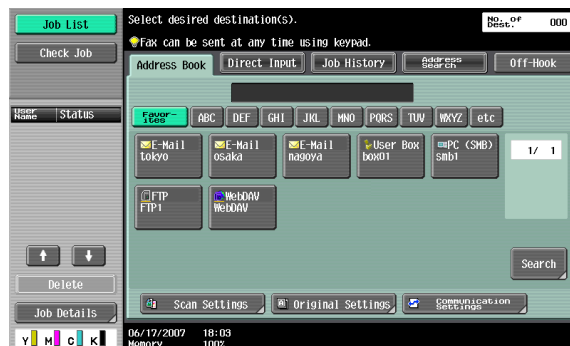 Job List
Check Job
User Name
Status
Delete
Job Details
Y M C K
Select desired destination(s).
No. of Dest. 000
Fax can be sent at any time using keypad.
Address Book
Direct Input
Job History
Address Search
Off-Hook
Favor-ites
ABC
DEF
GHI
JKL
MNO
PQRS
TUV
WXYZ
etc
E-Mail
tokyo
E-Mail
osaka
E-Mail
nagoya
User Box
box01
PC (SMB)
smb1
1/ 1
FTP
FTP1
WebDAV
WebDAV
Search
Scan Settings
Original Settings
Communication Settings
06/17/2007 18:03
Memory 100%